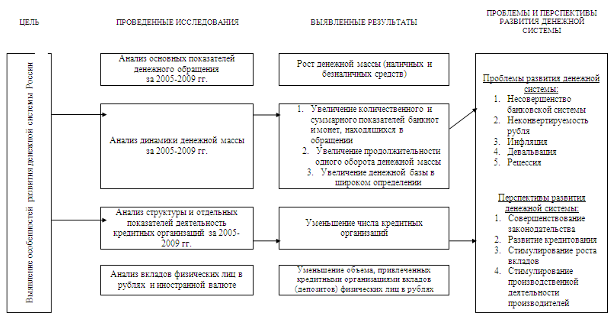 ЦЕЛЬ
ПРОВЕДЕННЫЕ ИССЛЕДОВАНИЯ
ВЫЯВЛЕННЫЕ РЕЗУЛЬТАТЫ
ПРОБЛЕМЫ И ПЕРСПЕКТИВЫ
РАЗВИТИЯ ДЕНЕЖНОЙ
СИСТЕМЫ
Выявление особенностей развития денежной системы России
Анализ основных показателей
денежного обращения
за 2005-2009 гг.
Анализ динамики денежной массы
за 2005-2009 гг.
Анализ структуры и отдельных
показателей деятельность
кредитных организаций за 2005-
2009 гг.
Анализ вкладов физических лиц в
рублях и иностранной валюте
Рост денежной массы (наличных и
безналичных средств)
1. Увеличение количественного и
суммарного показателей банкнот
и монет, находящихся в
обращении
2. Увеличение продолжительности
одного оборота денежной массы
3. Увеличение денежной базы в
широком определении
Уменьшение числа кредитных
организаций
Уменьшение объема, привлеченных
кредитными организациями вкладов
(депозитов) физических лиц в рублях
Проблемы развития денежной
системы:
1. Несовершенство
банковской системы
2. Неконвертируемость
рубля
3. Инфляция
4. Девальвация
5. Рецессия
Перспективы развития
денежной системы:
1. Совершенствование
законодательства
2. Развитие кредитования
3. Стимулирование роста
вкладов
4. Стимулирование
производственной
деятельности
производителей